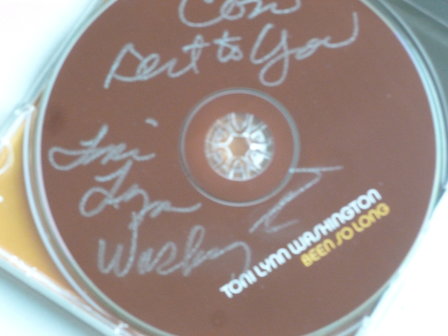 Best to You
Toni
Lynn
Washington
TONI LYNN WASHINGTON
BEEN SO LONG